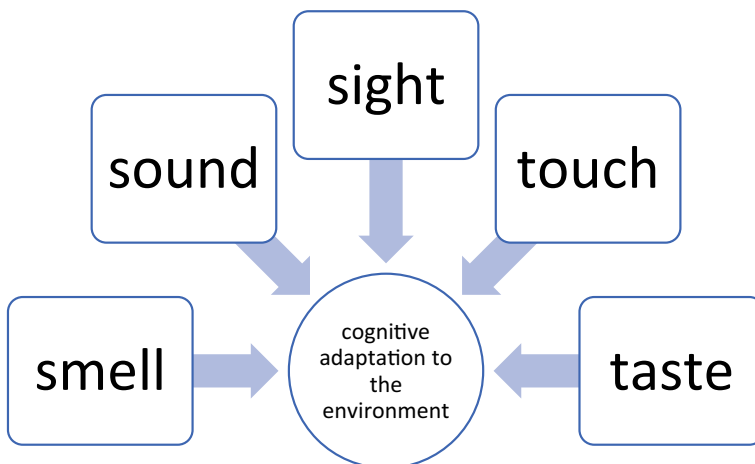 sight
sound
touch
smell
cognitive
adaptation to
the
environment
taste